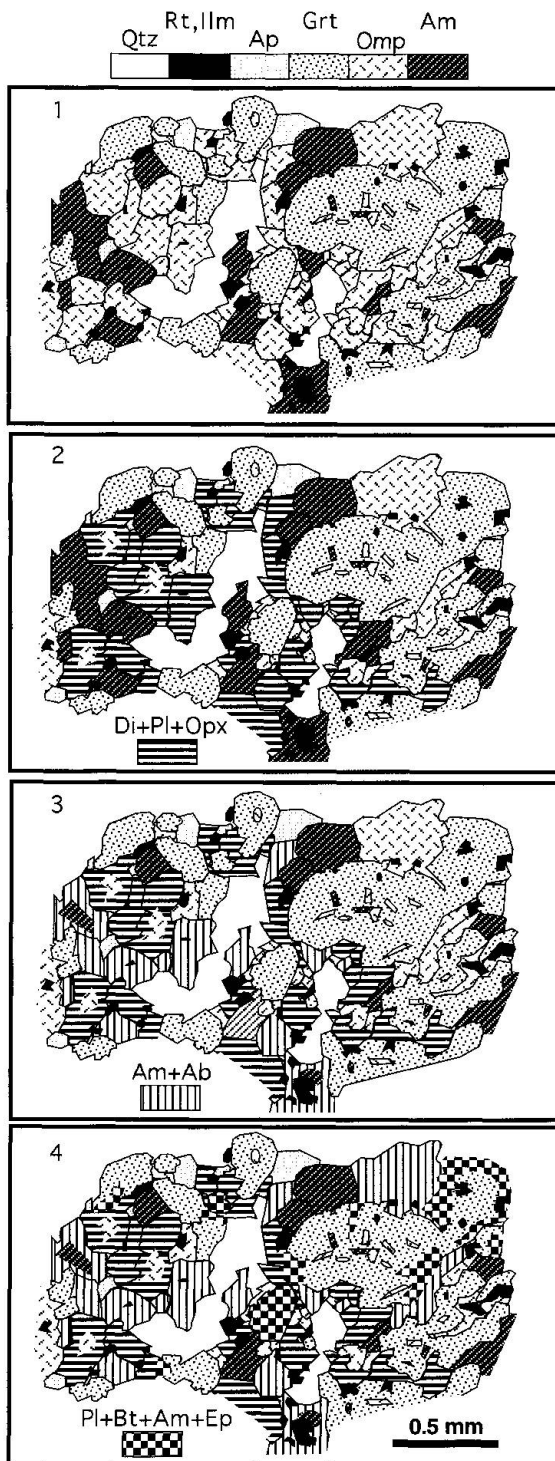 Rt,Ilm Grt Am
Qtz Ap Omp
1
2
Di+Pl+Opx
3
Am+Ab
4
Pl+Bt+Am+Ep
0.5 mm